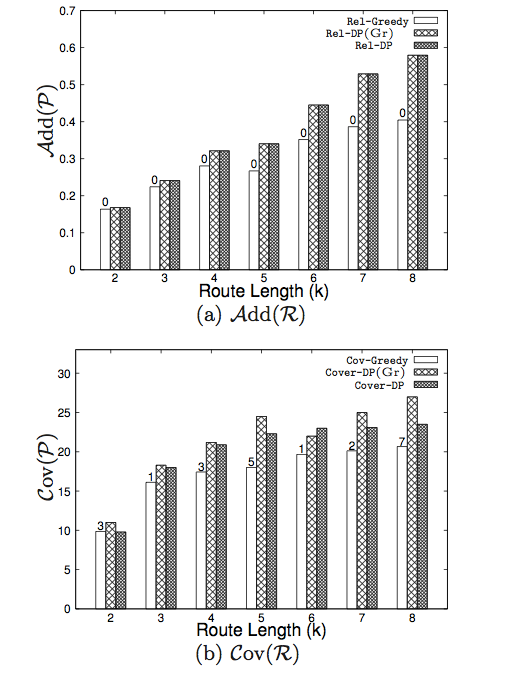 0.7
0.6
0.5
0.4
0.3
0.2
0.1
0
Add(P)
Rel-Greedy
Rel-DP(Gr)
Rel-DP
0 0 0 0 0 0 0
2 3 4 5 6 7 8
Route Length (k)
(a) Add(R)
30
25
20
15
10
5
0
Cov(P)
Cov-Greedy
Cover-DP(Gr)
Cover-DP
3 1 3 5 1 2 7
2 3 4 5 6 7 8
Route Length (k)
(b) Cov(R)